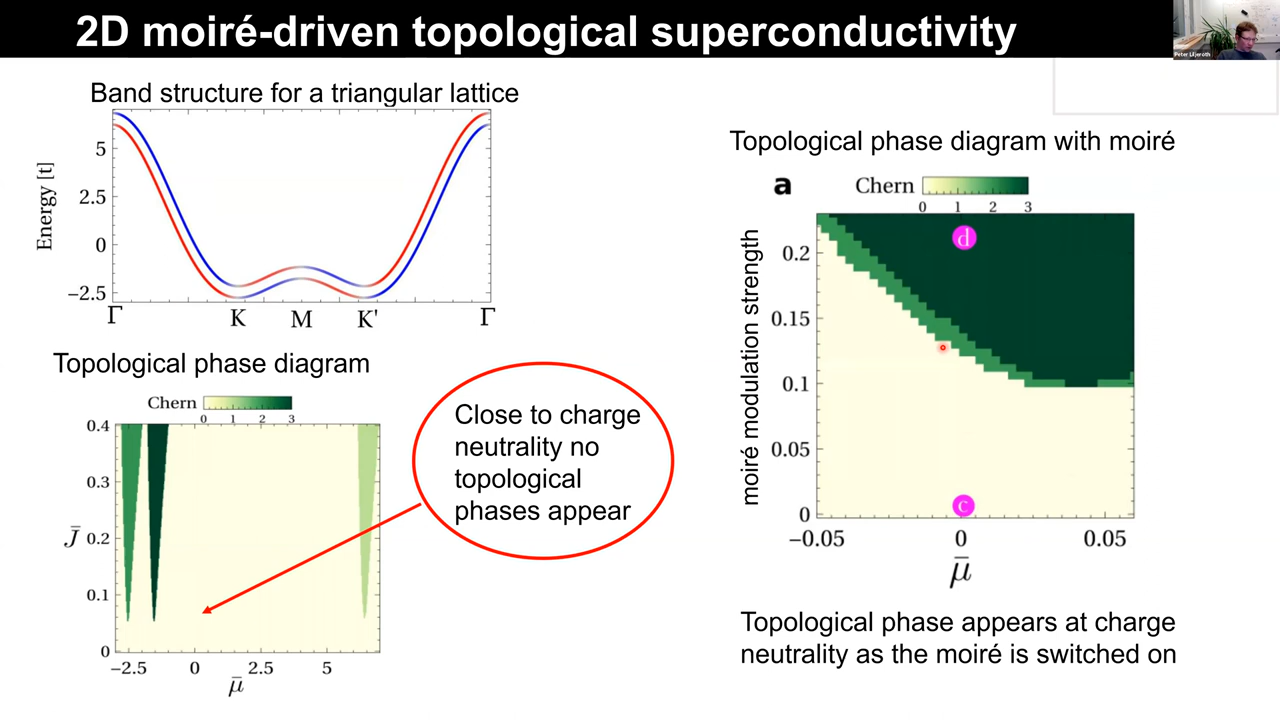 2D moiré-driven topological superconductivity
Peter Liljeroth
Band structure for a triangular lattice
Energy [t]
5
2.5
0
−2.5
Γ K M K' Γ
Topological phase diagram
Chern
0 1 2 3
J̄
0.4
0.3
0.2
0.1
0
−2.5 0 2.5 5
μ̄
Close to charge
neutrality no
topological
phases appear
Topological phase diagram with moiré
a
Chern
0 1 2 3
moiré modulation strength
0.2
0.15
0.1
0.05
0
d
c
−0.05 0 0.05
μ̄
Topological phase appears at charge
neutrality as the moiré is switched on